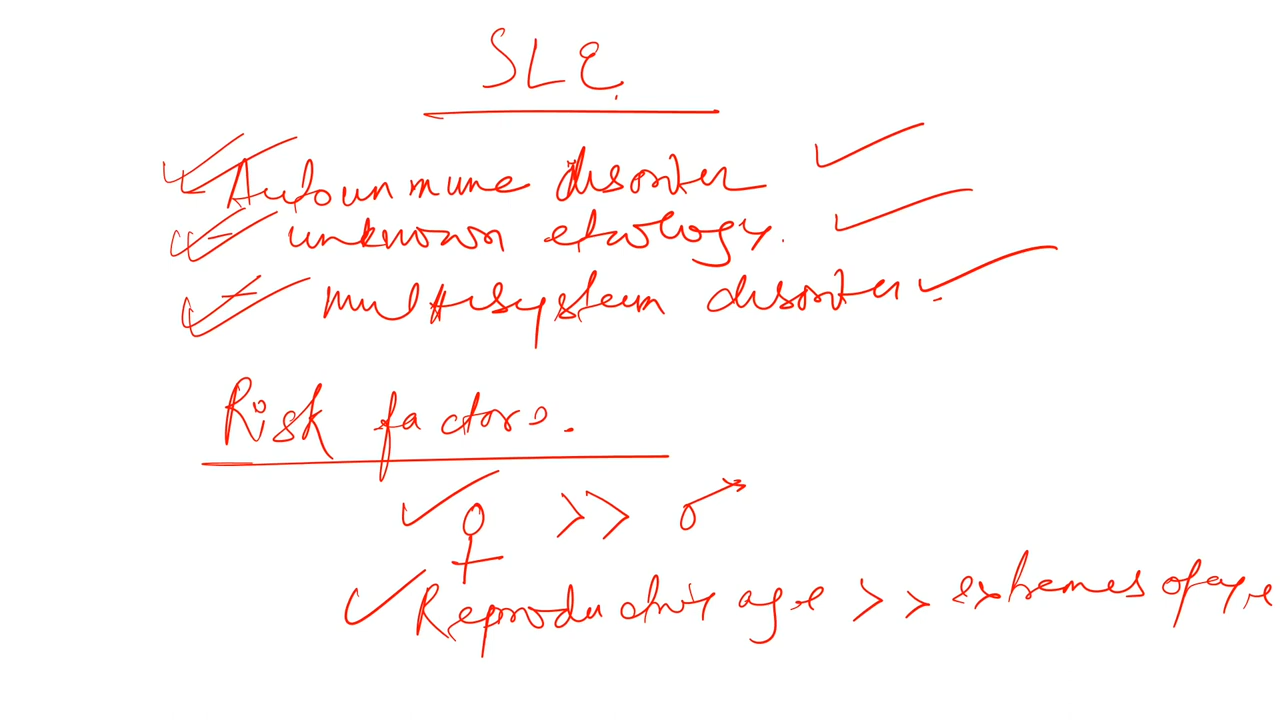 SLE
Autoimmune disorder
- unknown etiology.
- multisystem disorder.
Risk factors.
♀ >> ♂
Reproductive age >> extremes of age